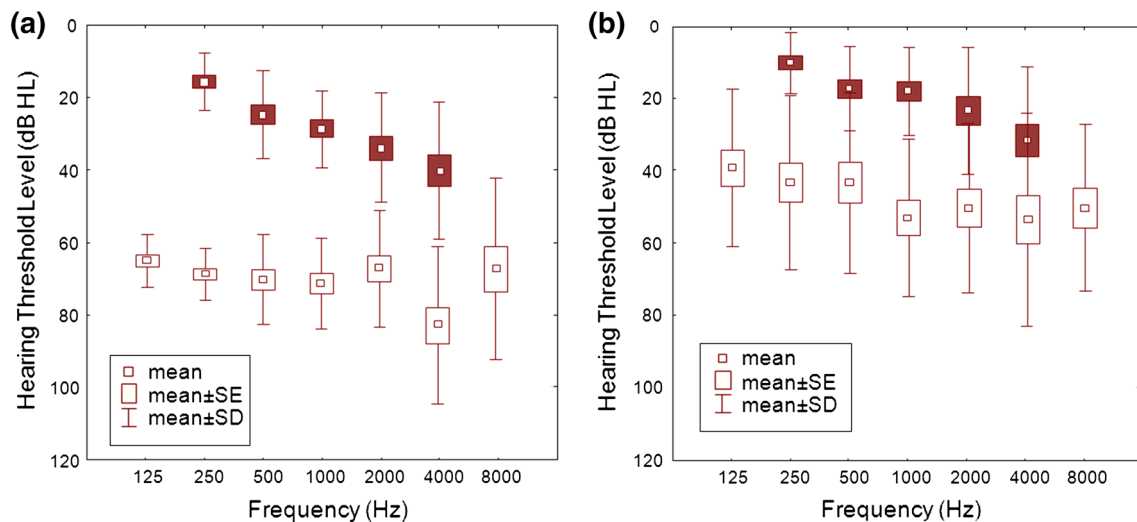 (a)
Hearing Threshold Level (dB HL)
0
20
40
60
80
100
120
mean
mean±SE
mean±SD
125 250 500 1000 2000 4000 8000
Frequency (Hz)
(b)
Hearing Threshold Level (dB HL)
0
20
40
60
80
100
120
mean
mean±SE
mean±SD
125 250 500 1000 2000 4000 8000
Frequency (Hz)